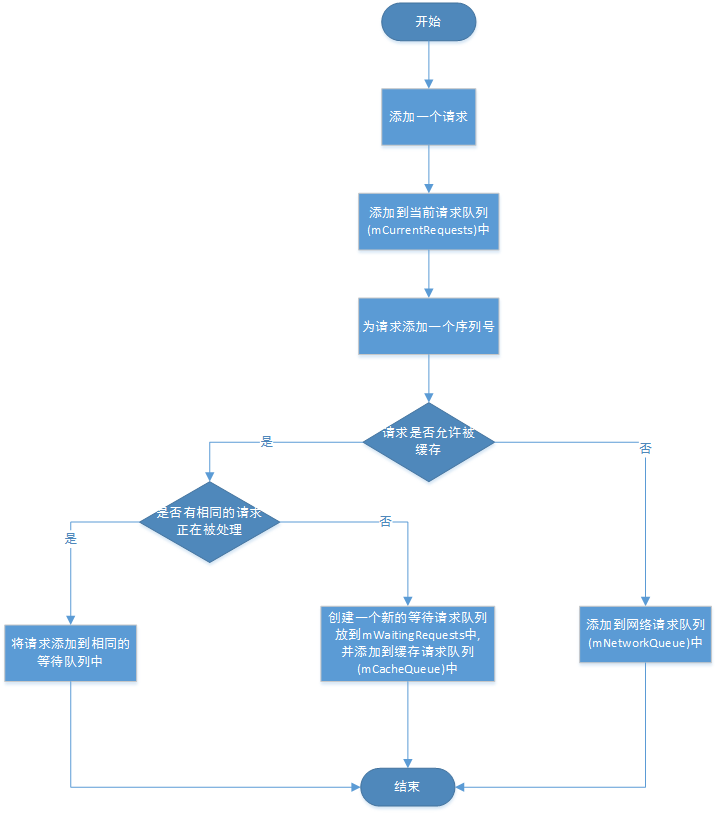 开始
添加一个请求
添加到当前请求队列
(mCurrentRequests)中
为请求添加一个序列号
请求是否允许被
缓存
是
否
是否有相同的请求
正在被处理
是
否
将请求添加到相同的
等待队列中
创建一个新的等待请求队列
放到mWaitingRequests中,
并添加到缓存请求队列
(mCacheQueue)中
添加到网络请求队列
(mNetworkQueue)中
结束